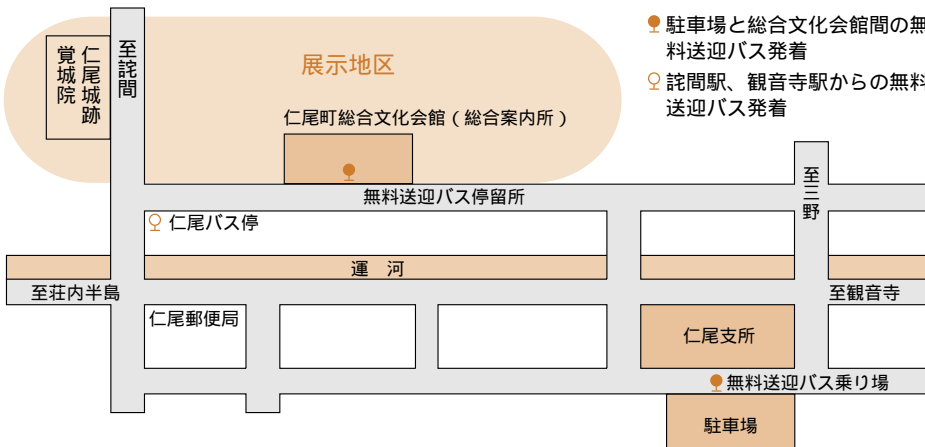 仁尾城跡
覚城院
至詫間
展示地区
仁尾町総合文化会館（総合案内所）
駐車場と総合文化会館間の無
料送迎バス発着
詫間駅、観音寺駅からの無料
送迎バス発着
無料送迎バス停留所
至三野
仁尾バス停
運　河
至荘内半島
至観音寺
仁尾郵便局
仁尾支所
無料送迎バス乗り場
駐車場